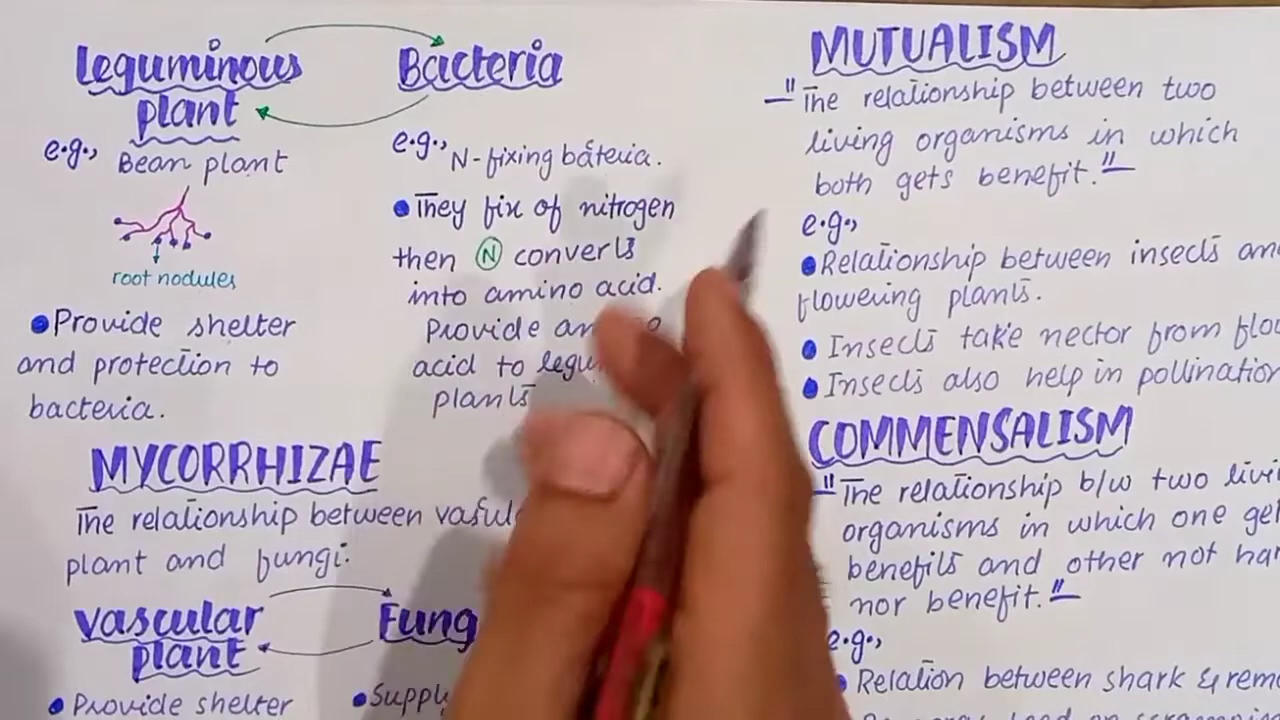 Leguminous
plant
e.g., Bean plant
root nodules
Provide shelter
and protection to
bacteria.
Bacteria
e.g., N-fixing bateria.
They fix of nitrogen
then N converts
into amino acid.
Provide
acid to
plants
MYCORRHIZAE
The relationship between
plant and fungi.
vascular
plant
Provide shelter
Fung
Supply
MUTUALISM
"The relationship between two
living organisms in which
both gets benefit."
e.g.,
Relationship between insects
flowering plants.
Insects take nector from
Insects also help in pollination
COMMENSALISM
"The relationship b/w two
organisms in which one
benefits and other not
nor benefit."
e.g.,
Relation between shark &